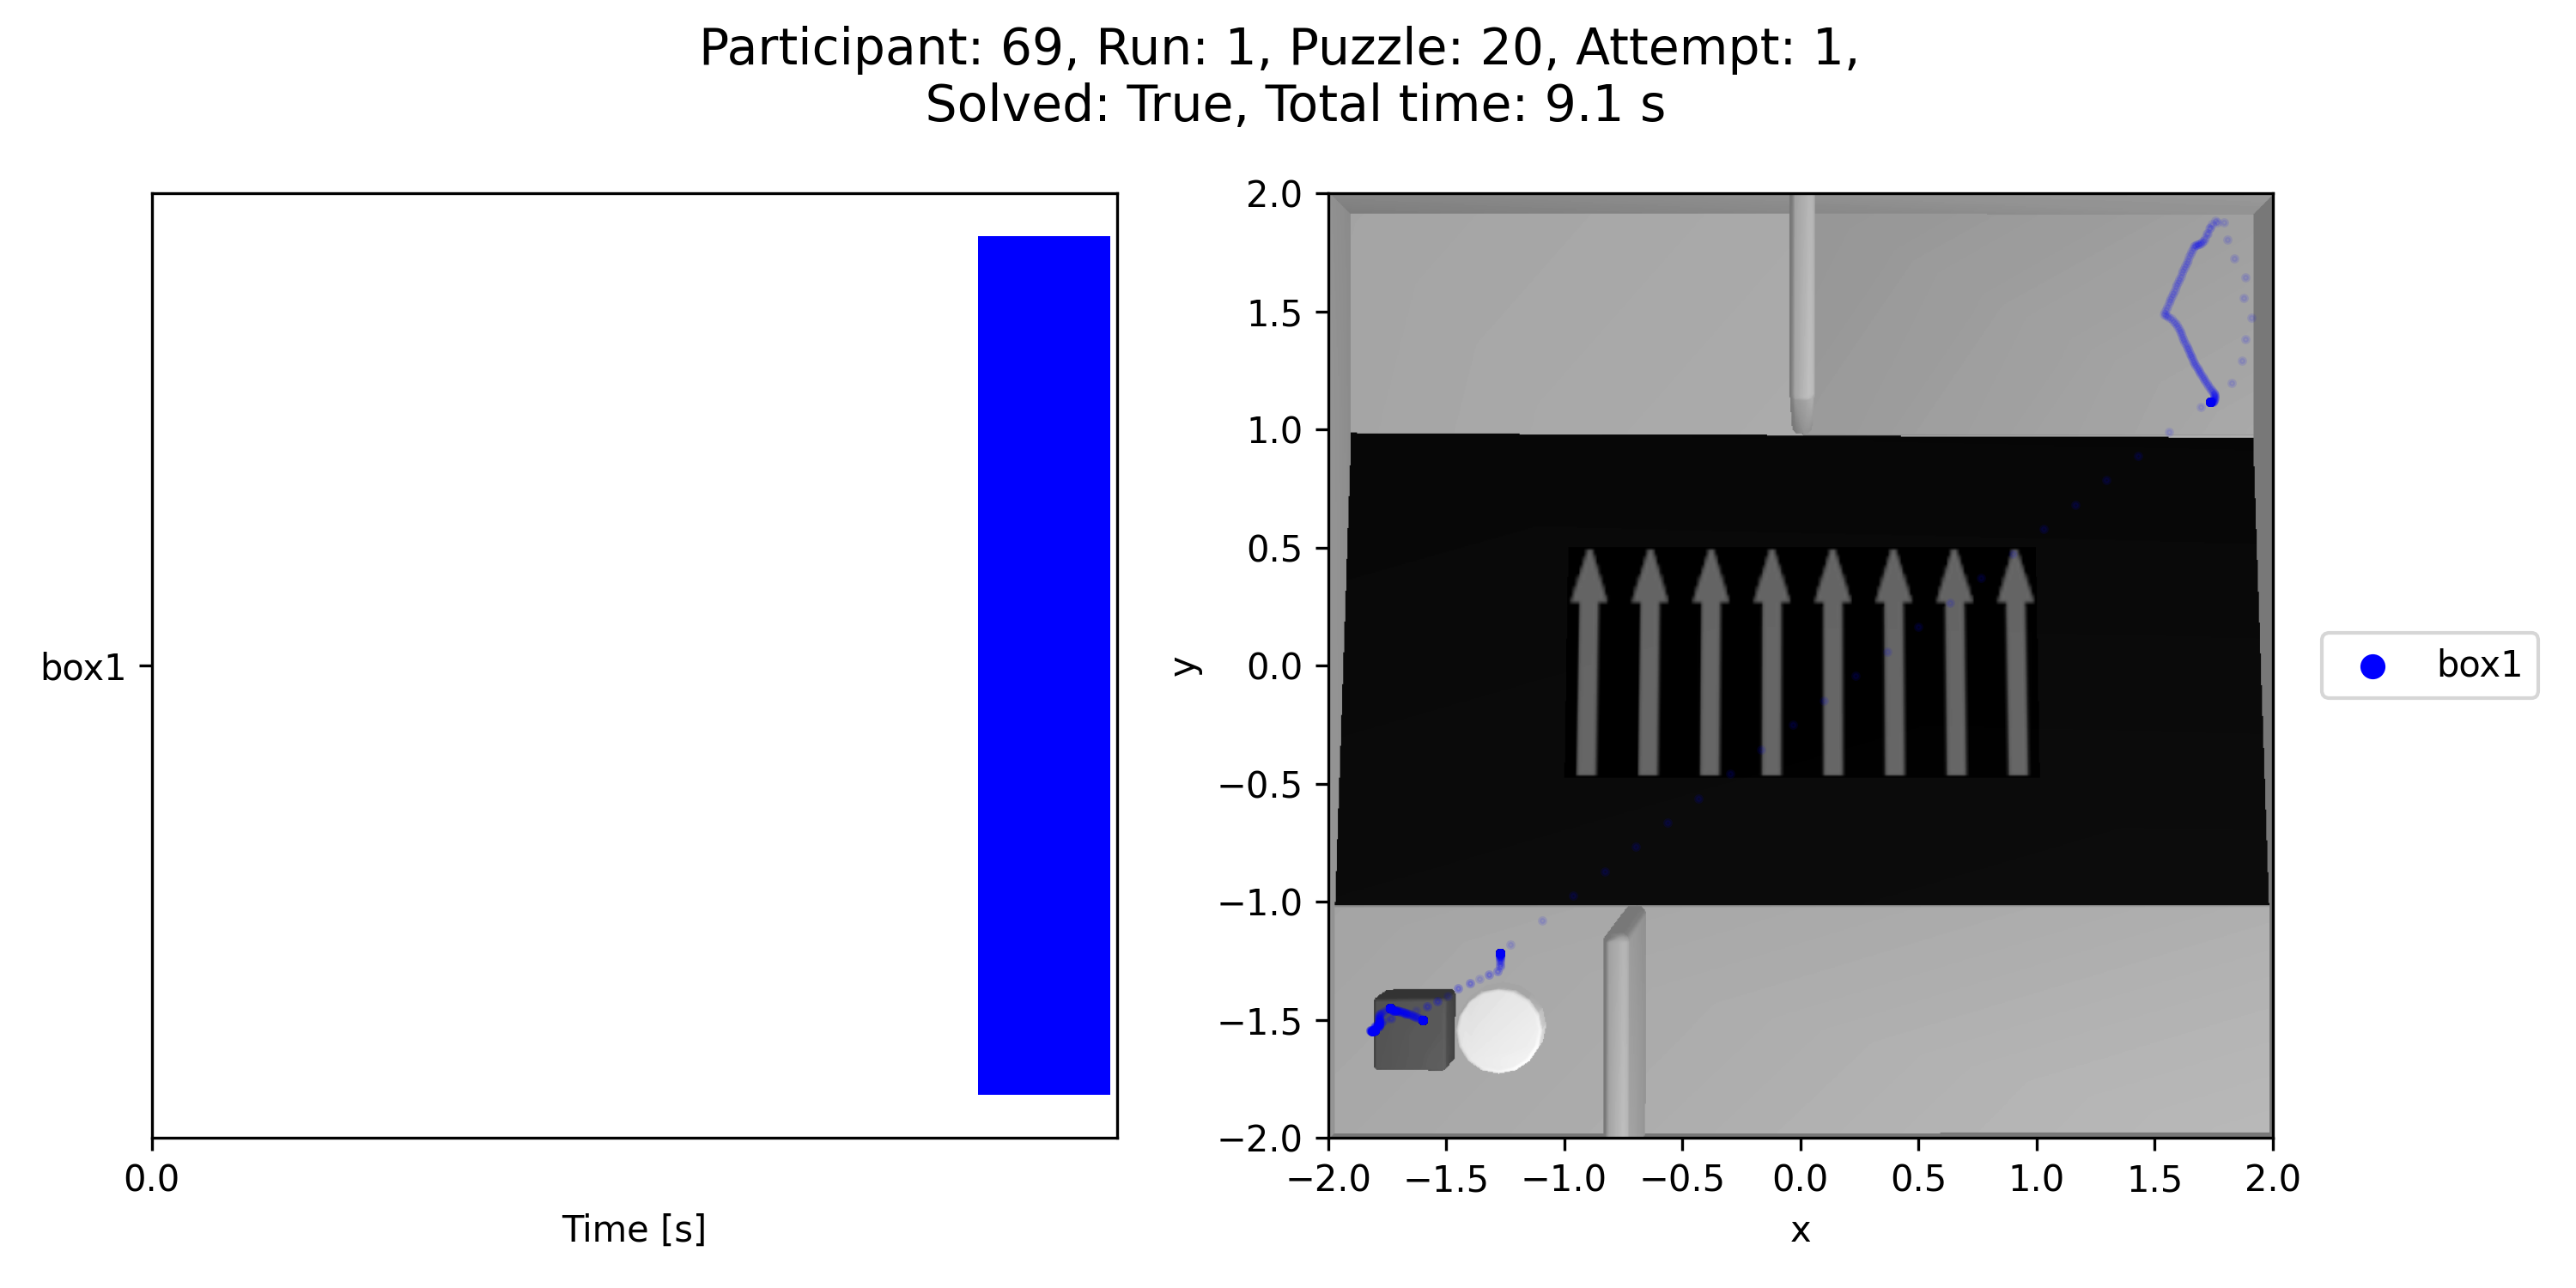 Participant: 69, Run: 1, Puzzle: 20, Attempt: 1,
Solved: True, Total time: 9.1 s
box1
0.0
Time [s]
2.0
1.5
1.0
0.5
0.0
−0.5
−1.0
−1.5
−2.0
y
−2.0 −1.5 −1.0 −0.5 0.0 0.5 1.0 1.5 2.0
x
box1